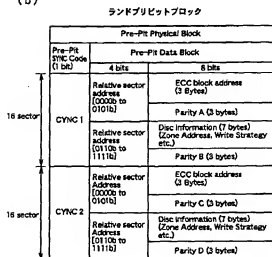 (b)
ランドプリピットブロック
Pre-Pit Physical Block
Pre-Pit
SYNC Code
(1 bit)
Pre-Pit Data Block
4 bits
8 bits
16 sector
CYNC 1
Relative sector
address
[0000b to
0101b]
ECC block address
(3 Bytes)
Parity A (3 bytes)
Relative sector
address
[0110b to
1111b]
Disc Information (7 bytes)
(Zone Address, Write Strategy
etc.)
Parity B (3 bytes)
16 sector
CYNC 2
Relative sector
Address
[0000b to
0101b]
ECC block address
(3 Bytes)
Parity C (3 bytes)
Relative sector
Address
[0110b to
1111b]
Disc Information (7 bytes)
(Zone Address, Write Strategy
etc.)
Parity D (3 bytes)